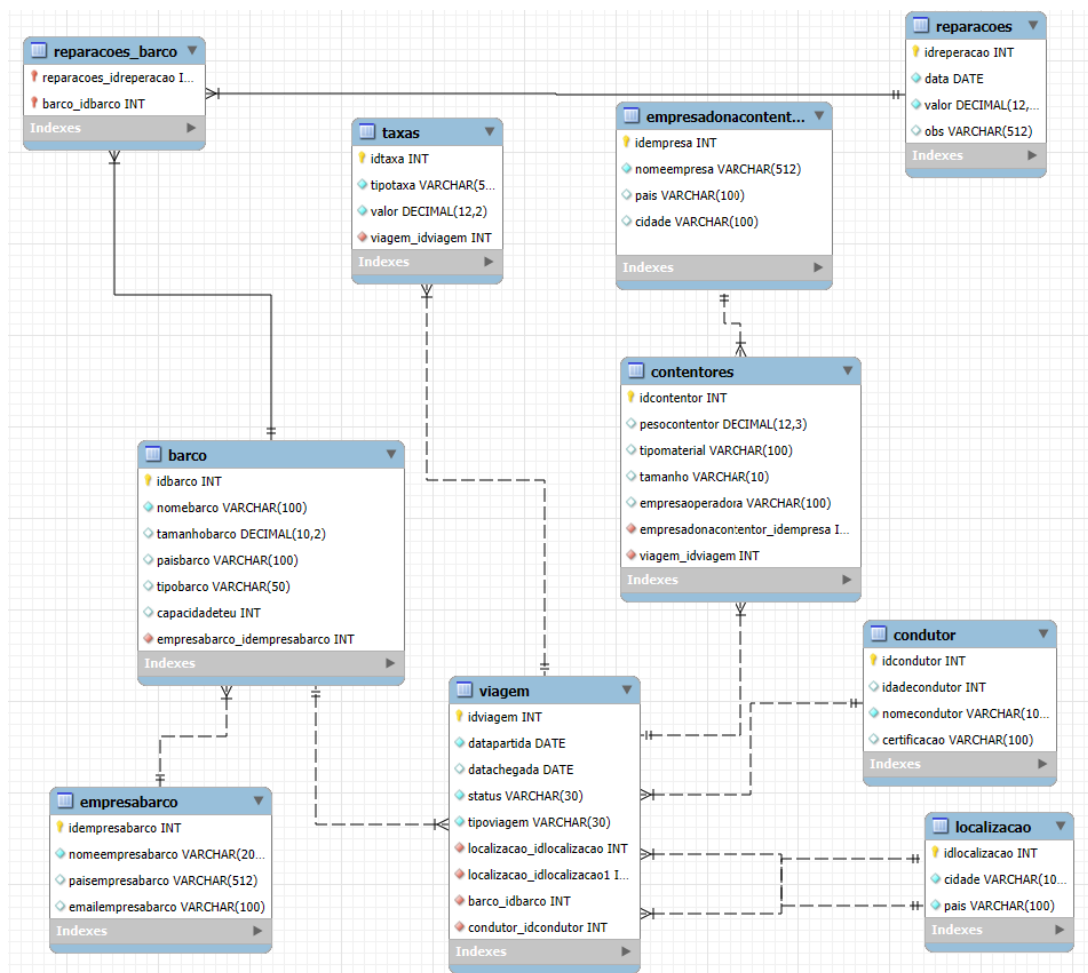 reparacoes_barco
reparacoes_idreperacao I...
barco_idbarco INT
Indexes
reparacoes
idreperacao INT
data DATE
valor DECIMAL(12,...
obs VARCHAR(512)
Indexes
taxas
idtaxa INT
tipotaxa VARCHAR(5...
valor DECIMAL(12,2)
viagem_idviagem INT
Indexes
empresadonacontent...
idempresa INT
nomeempresa VARCHAR(512)
pais VARCHAR(100)
cidade VARCHAR(100)
Indexes
contentores
idcontentor INT
pesocontentor DECIMAL(12,3)
tipomaterial VARCHAR(100)
tamanho VARCHAR(10)
empresaoperadora VARCHAR(100)
empresadonacontentor_idempresa I...
viagem_idviagem INT
Indexes
barco
idbarco INT
nomebarco VARCHAR(100)
tamanhobarco DECIMAL(10,2)
paisbarco VARCHAR(100)
tipobarco VARCHAR(50)
capacidadeteu INT
empresabarco_idempresabarco INT
Indexes
condutor
idcondutor INT
idadecondutor INT
nomecondutor VARCHAR(10...
certificacao VARCHAR(100)
Indexes
viagem
idviagem INT
datapartida DATE
datachegada DATE
status VARCHAR(30)
tipoviagem VARCHAR(30)
localizacao_idlocalizacao INT
localizacao_idlocalizacao1 I...
barco_idbarco INT
condutor_idcondutor INT
Indexes
empresabarco
idempresabarco INT
nomeempresabarco VARCHAR(20...
paisempresabarco VARCHAR(512)
emailempresabarco VARCHAR(100)
Indexes
localizacao
idlocalizacao INT
cidade VARCHAR(10...
pais VARCHAR(100)
Indexes